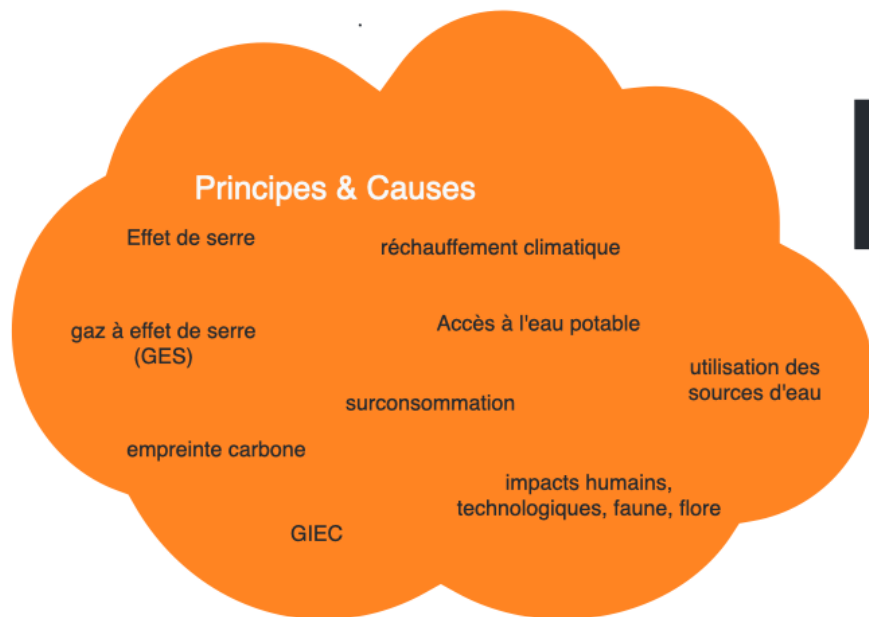 Principes & Causes
Effet de serre
réchauffement climatique
gaz à effet de serre
(GES)
Accès à l'eau potable
utilisation des
sources d'eau
surconsommation
empreinte carbone
impacts humains,
technologiques, faune, flore
GIEC